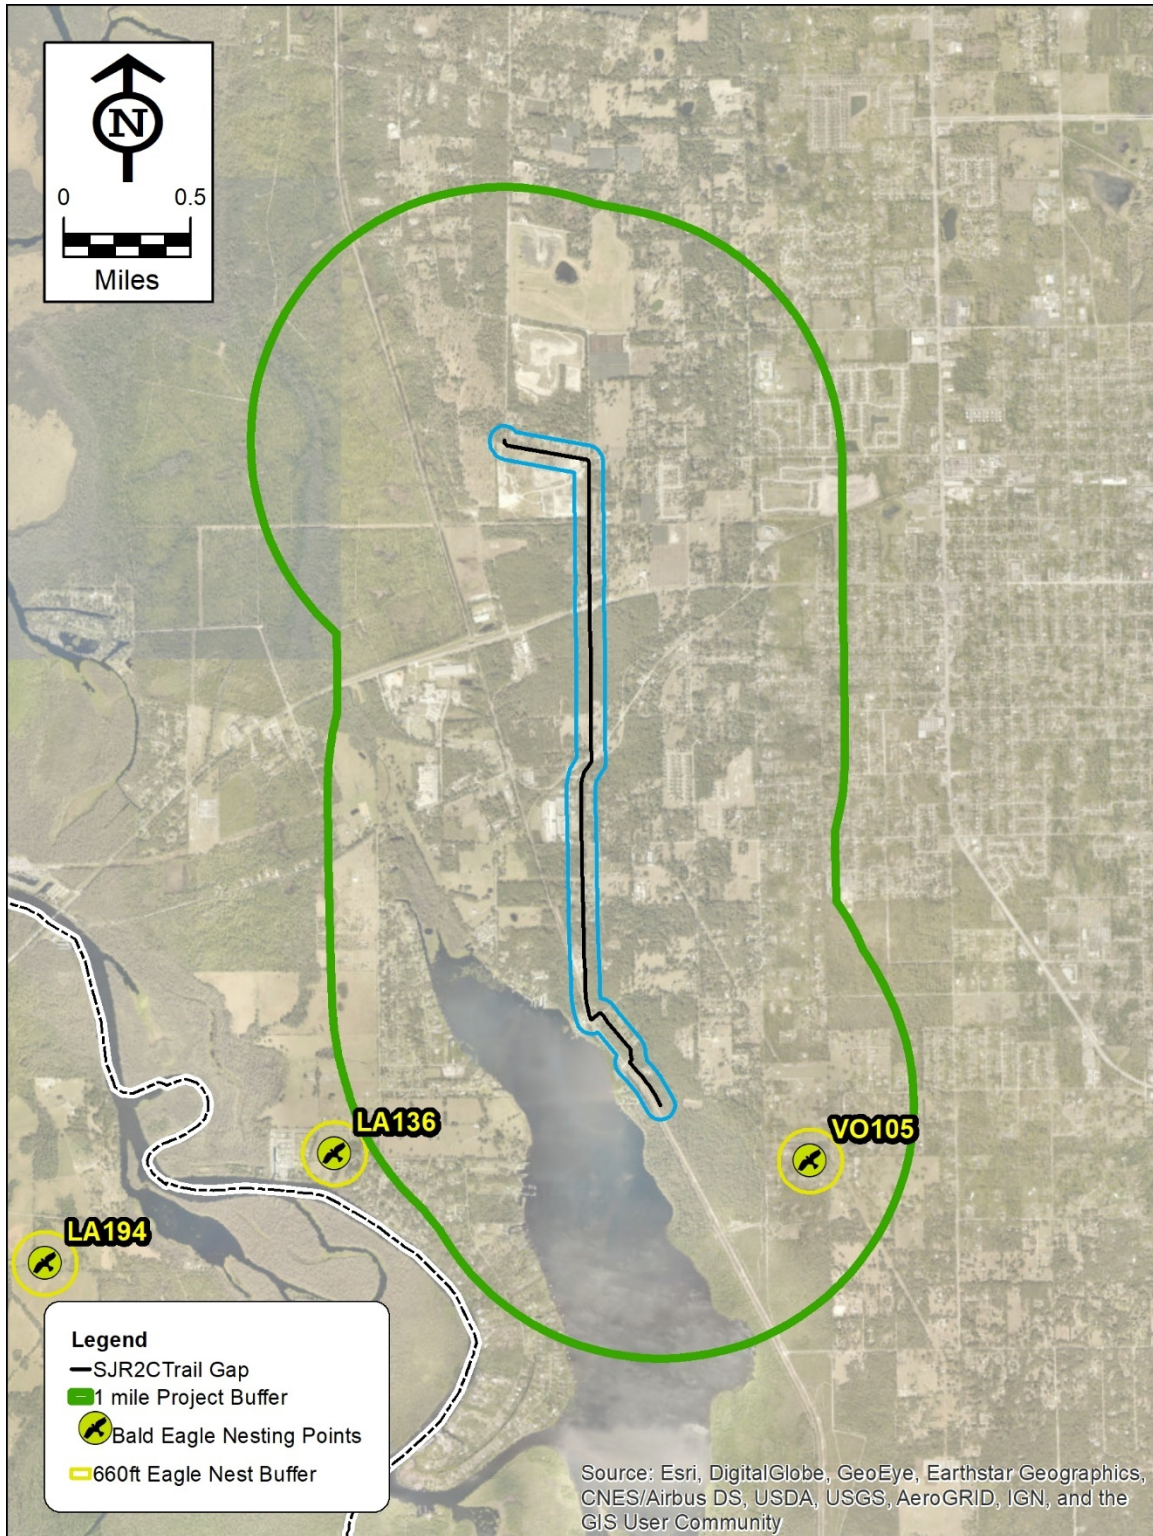 N
0 0.5
Miles
LA136
VO105
LA194
Legend
SJR2CTrail Gap
1 mile Project Buffer
Bald Eagle Nesting Points
660ft Eagle Nest Buffer
Source: Esri, DigitalGlobe, GeoEye, Earthstar Geographics,
CNES/Airbus DS, USDA, USGS, AeroGRID, IGN, and the
GIS User Community